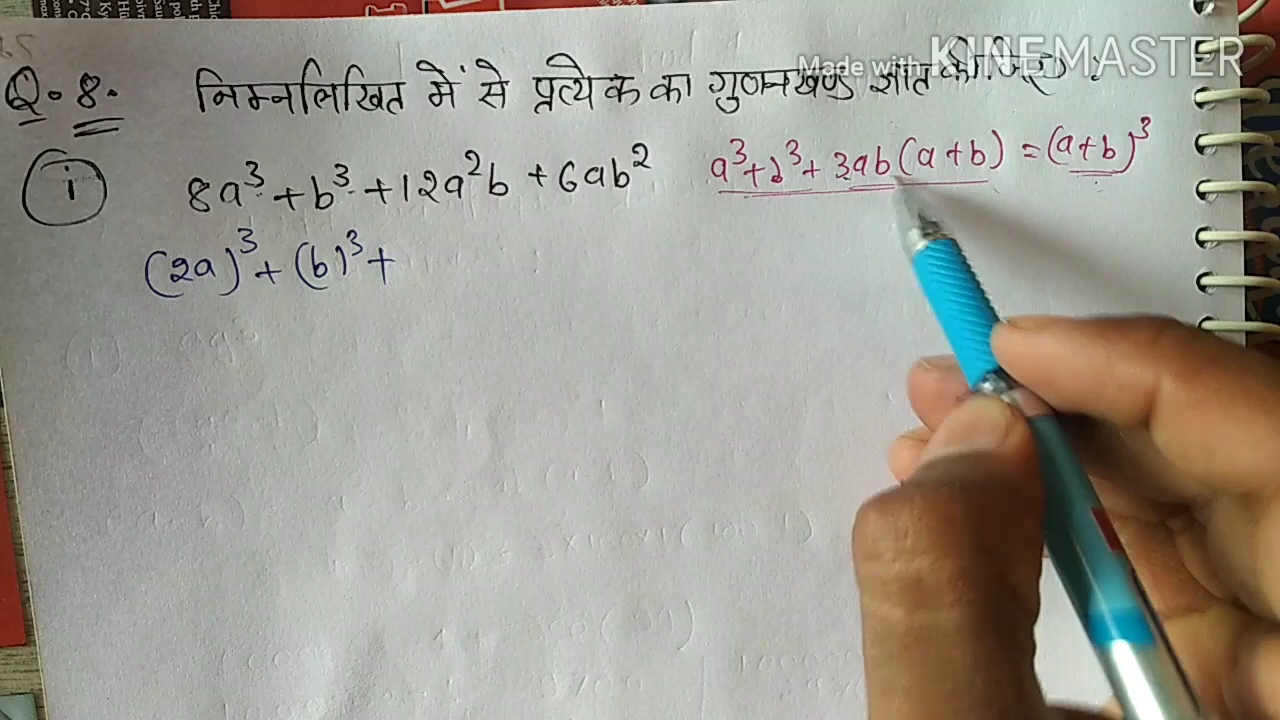 Q.8. निम्नलिखित में से प्रत्येक का गुणनखण्ड ज्ञात कीजिए :
Made with KINEMASTER
i 8a³ + b³ + 12a²b + 6ab²
a³ + b³ + 3ab(a+b) = (a+b)³
(2a)³ + (b)³ +